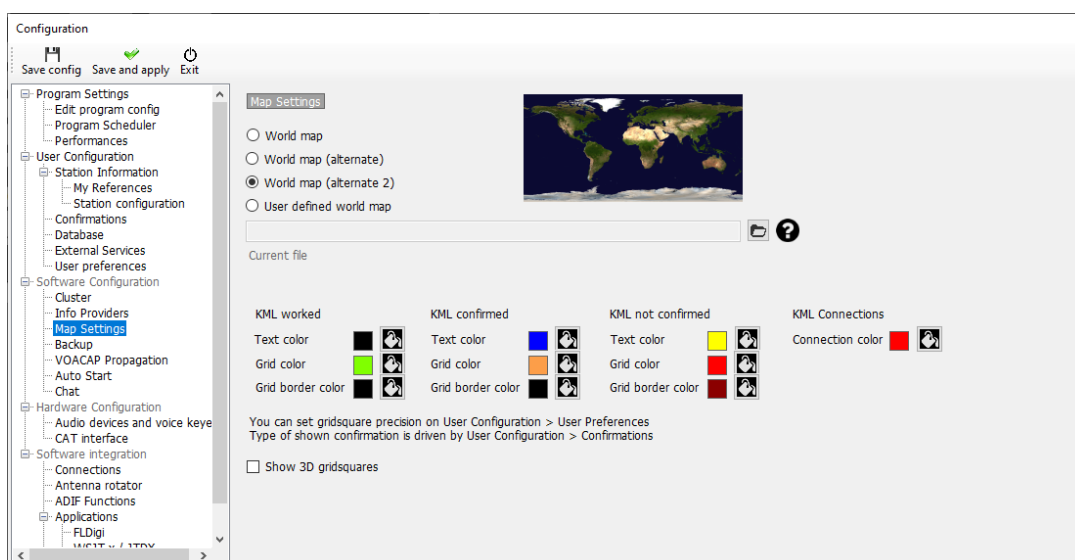 Configuration
Save config Save and apply Exit
Program Settings
Edit program config
Program Scheduler
Performances
User Configuration
Station Information
My References
Station configuration
Confirmations
Database
External Services
User preferences
Software Configuration
Cluster
Info Providers
Map Settings
Backup
VOACAP Propagation
Auto Start
Chat
Hardware Configuration
Audio devices and voice keye
CAT interface
Software integration
Connections
Antenna rotator
ADIF Functions
Applications
FLDigi
Map Settings
World map
World map (alternate)
World map (alternate 2)
User defined world map
Current file
KML worked KML confirmed KML not confirmed KML Connections
Text color Text color Text color Connection color
Grid color Grid color Grid color
Grid border color Grid border color Grid border color
You can set gridsquare precision on User Configuration > User Preferences
Type of shown confirmation is driven by User Configuration > Confirmations
Show 3D gridsquares